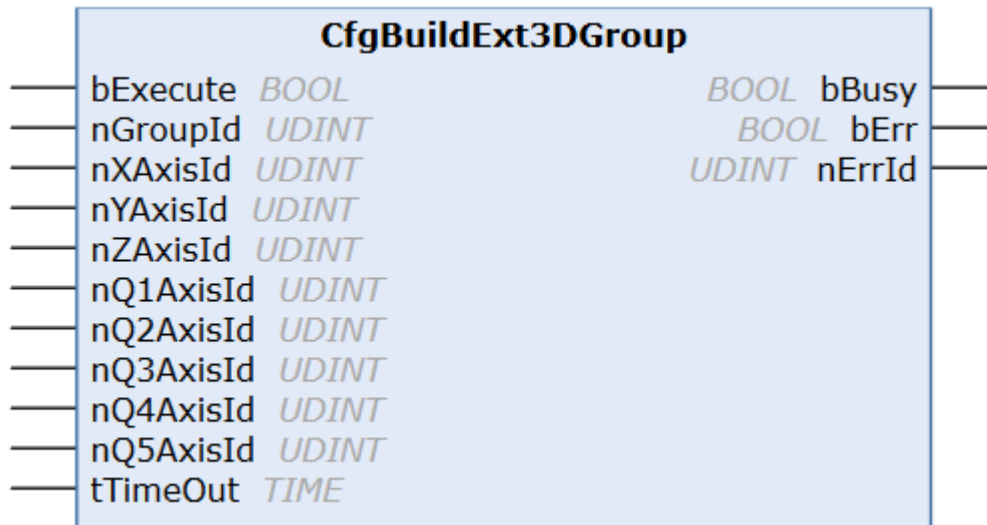 CfgBuildExt3DGroup
bExecute BOOL BOOL bBusy
nGroupId UDINT BOOL bErr
nXAxisId UDINT UDINT nErrId
nYAxisId UDINT
nZAxisId UDINT
nQ1AxisId UDINT
nQ2AxisId UDINT
nQ3AxisId UDINT
nQ4AxisId UDINT
nQ5AxisId UDINT
tTimeOut TIME